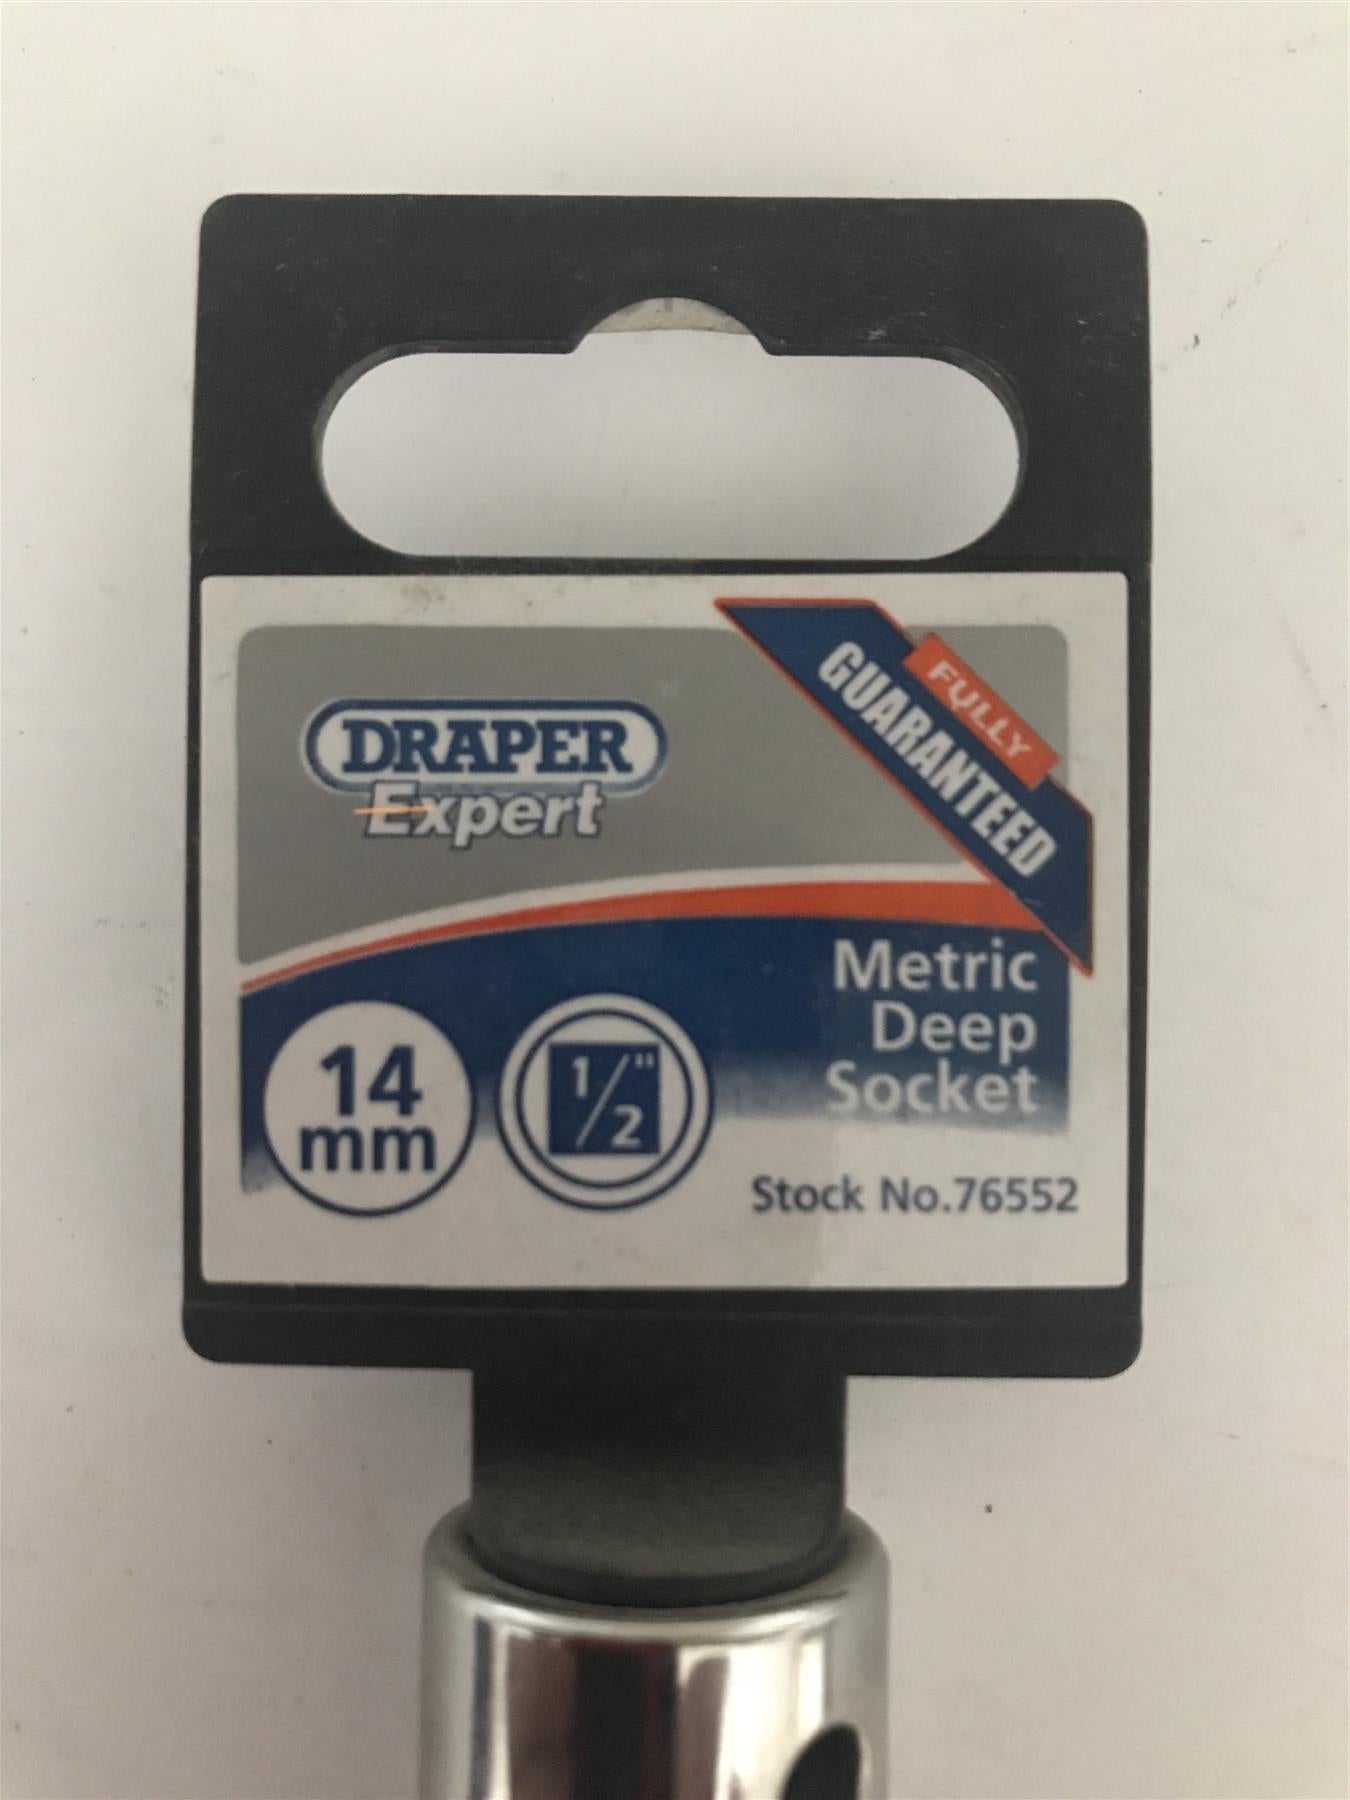 DRAPER
Expert
FULLY
GUARANTEED
Metric
Deep
Socket
14
mm
1/2"
Stock No.76552